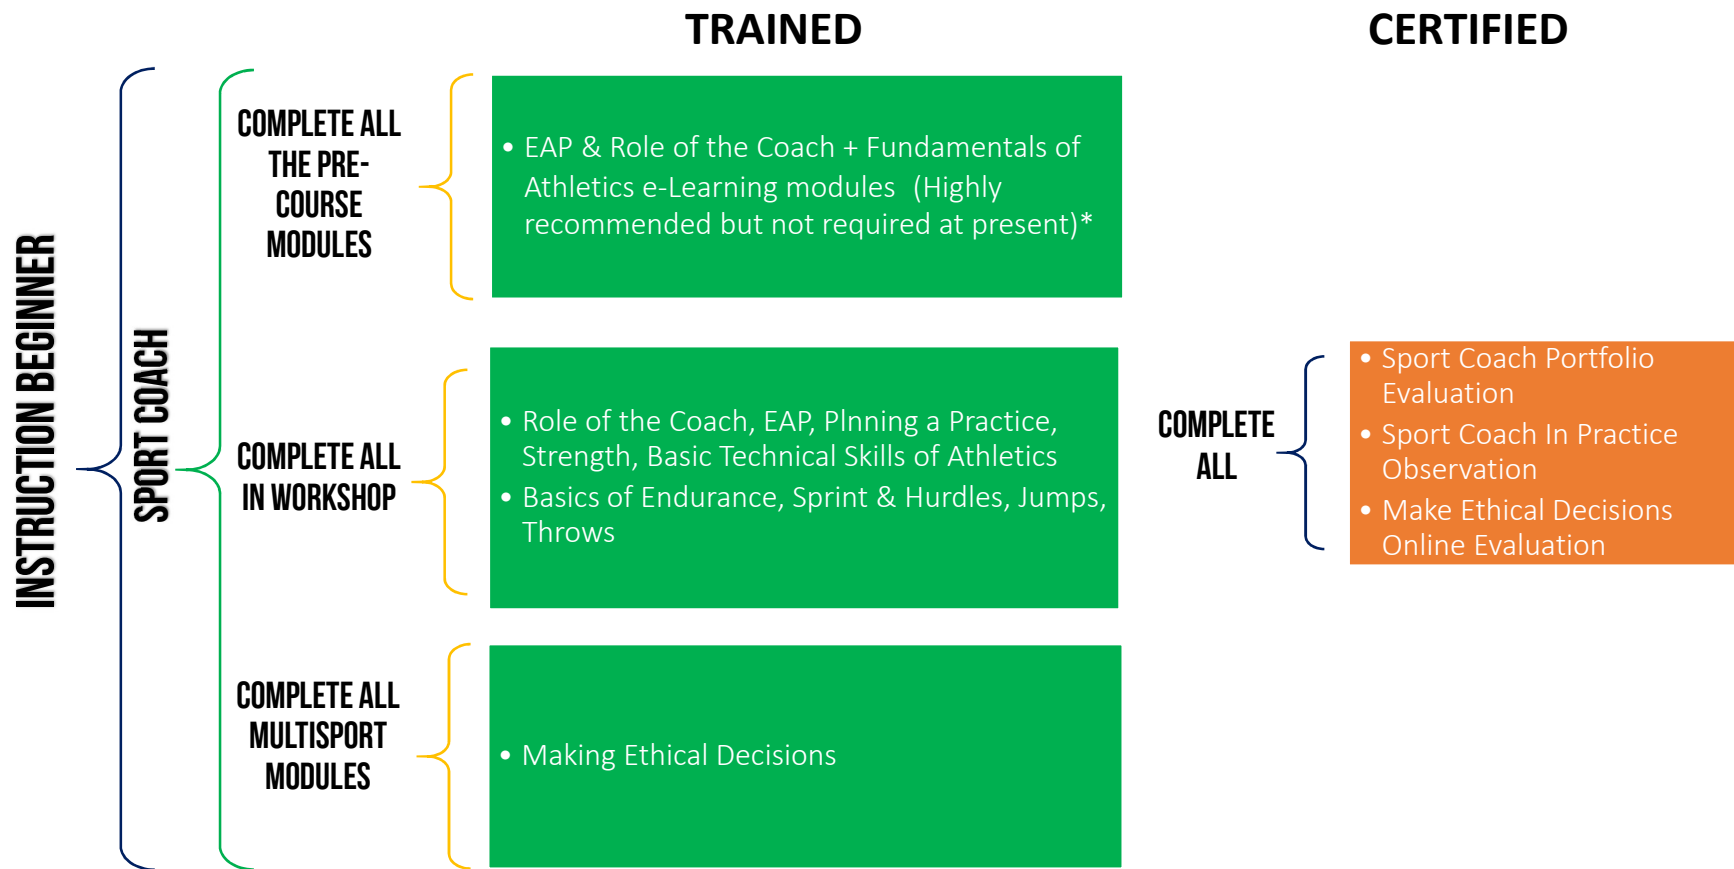 TRAINED
CERTIFIED
INSTRUCTION BEGINNER
SPORT COACH
COMPLETE ALL
THE PRE-
COURSE
MODULES
• EAP & Role of the Coach + Fundamentals of
Athletics e-Learning modules (Highly
recommended but not required at present)*
COMPLETE ALL
IN WORKSHOP
• Role of the Coach, EAP, Plnning a Practice,
Strength, Basic Technical Skills of Athletics
• Basics of Endurance, Sprint & Hurdles, Jumps,
Throws
COMPLETE ALL
MULTISPORT
MODULES
• Making Ethical Decisions
COMPLETE
ALL
• Sport Coach Portfolio
Evaluation
• Sport Coach In Practice
Observation
• Make Ethical Decisions
Online Evaluation